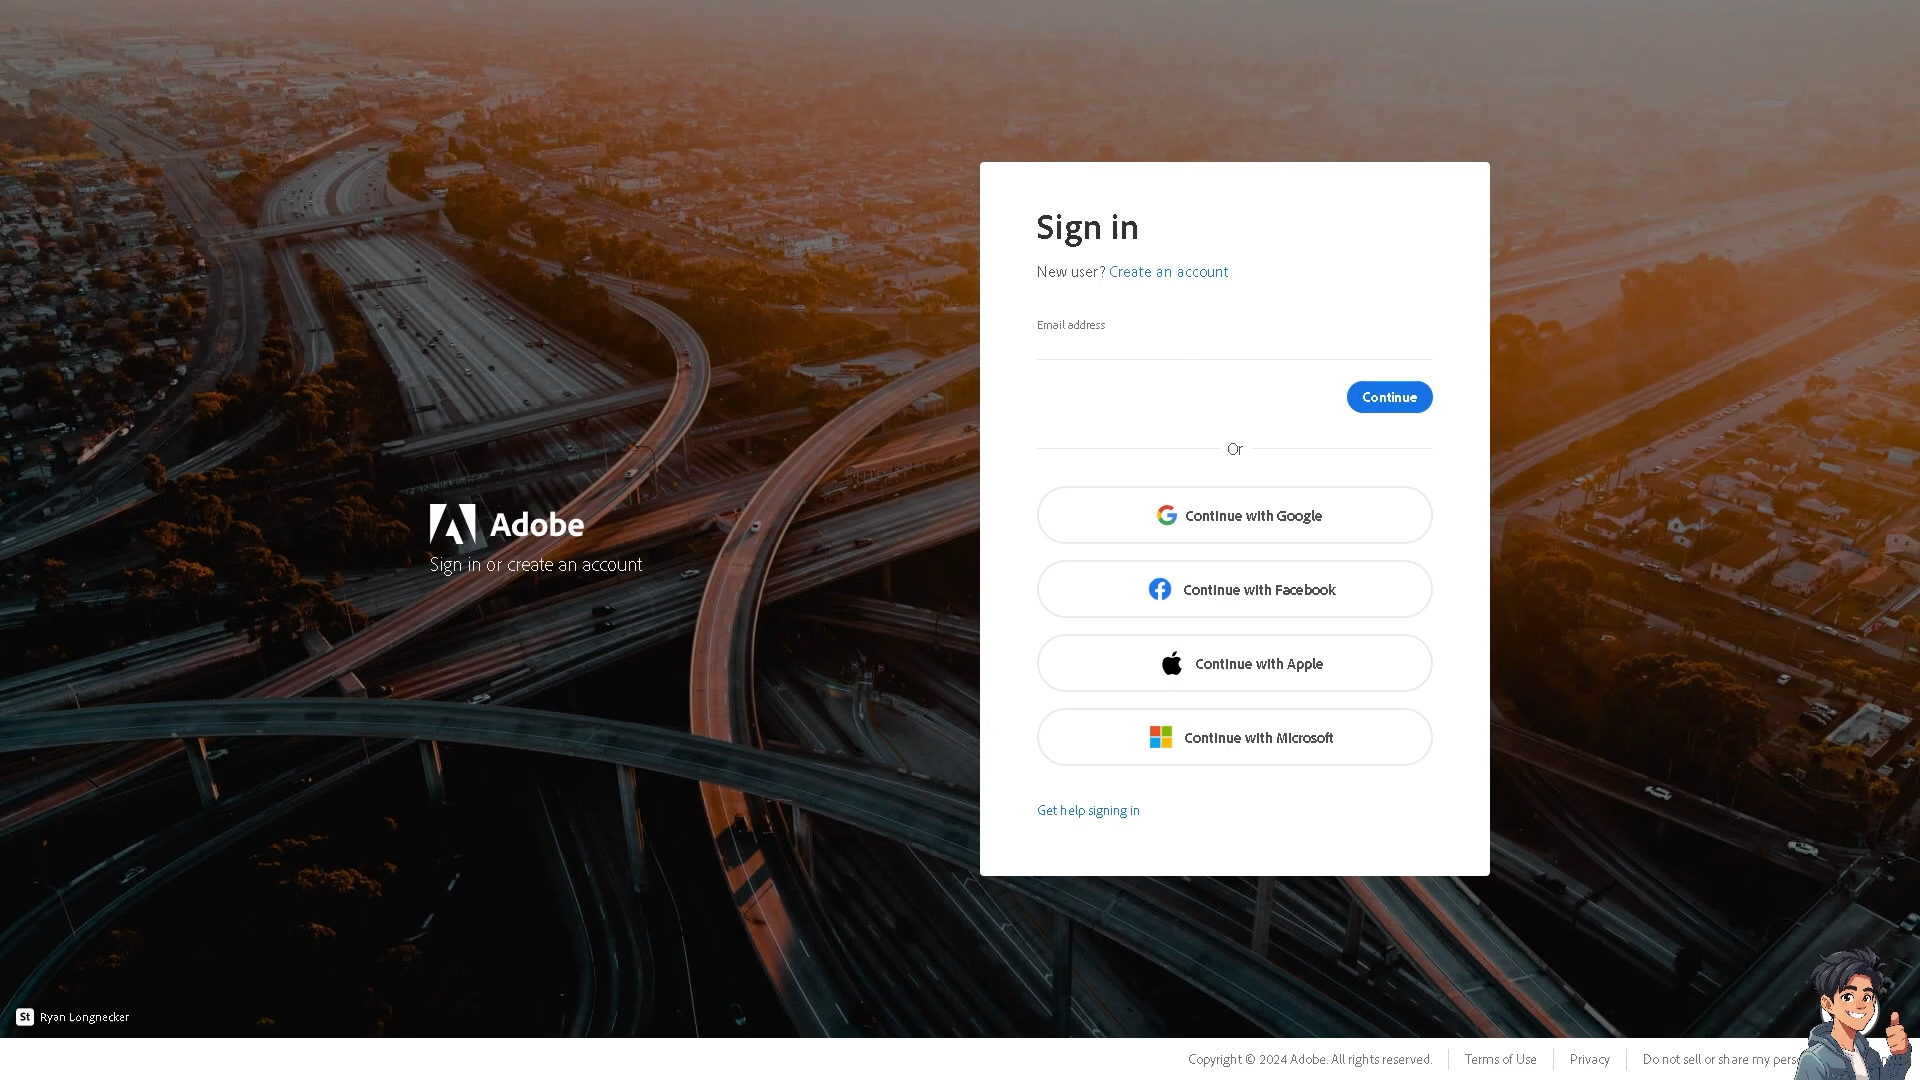 Sign in
New user? Create an account
Email address
Continue
Or
Continue with Google
Continue with Facebook
Continue with Apple
Continue with Microsoft
Get help signing in
Adobe
Sign in or create an account
St Ryan Longnecker
Copyright © 2024 Adobe. All rights reserved. Terms of Use Privacy Do not sell or share my